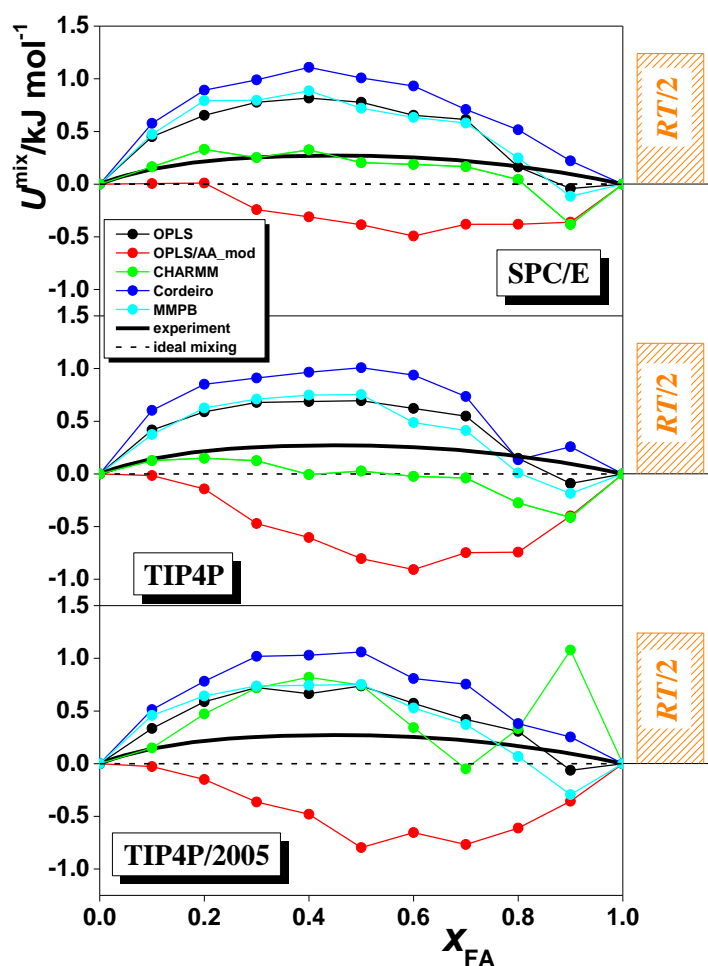 U^mix/kJ mol^-1
1.5
1.0
0.5
0.0
-0.5
-1.0
OPLS
OPLS/AA_mod
CHARMM
Cordeiro
MMPB
experiment
ideal mixing
SPC/E
RT/2
1.5
1.0
0.5
0.0
-0.5
-1.0
TIP4P
RT/2
1.5
1.0
0.5
0.0
-0.5
-1.0
TIP4P/2005
RT/2
0.0 0.2 0.4 0.6 0.8 1.0
x_FA